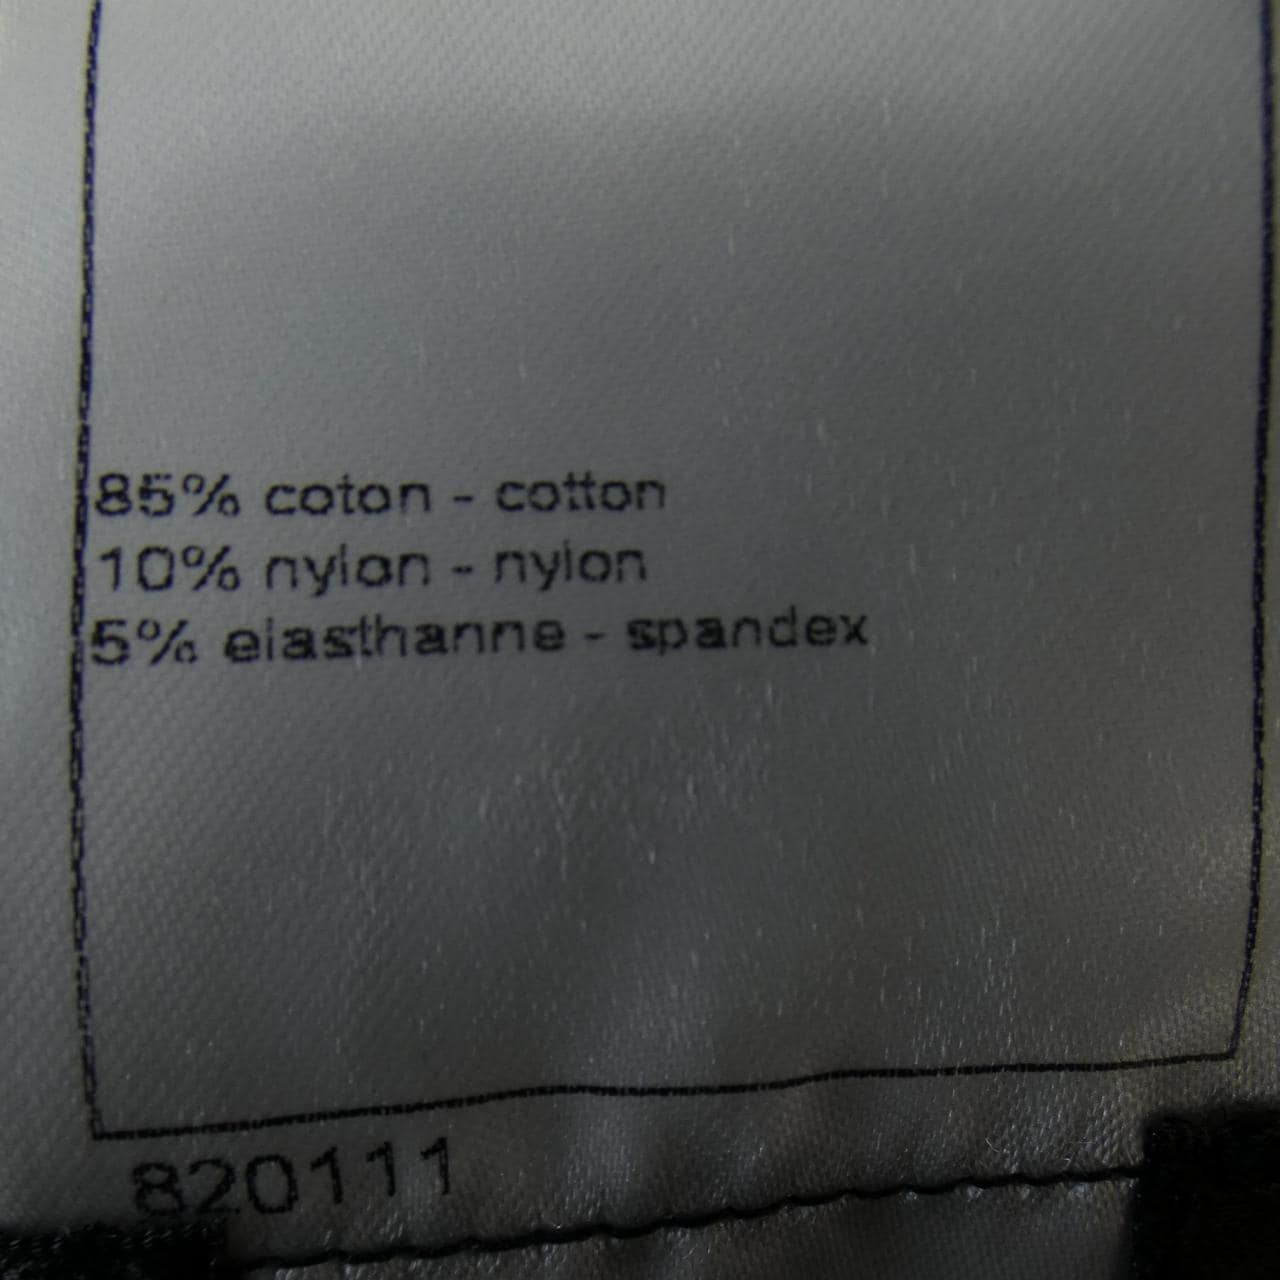 85% coton - cotton
10% nylon - nylon
5% elasthanne - spandex
820111